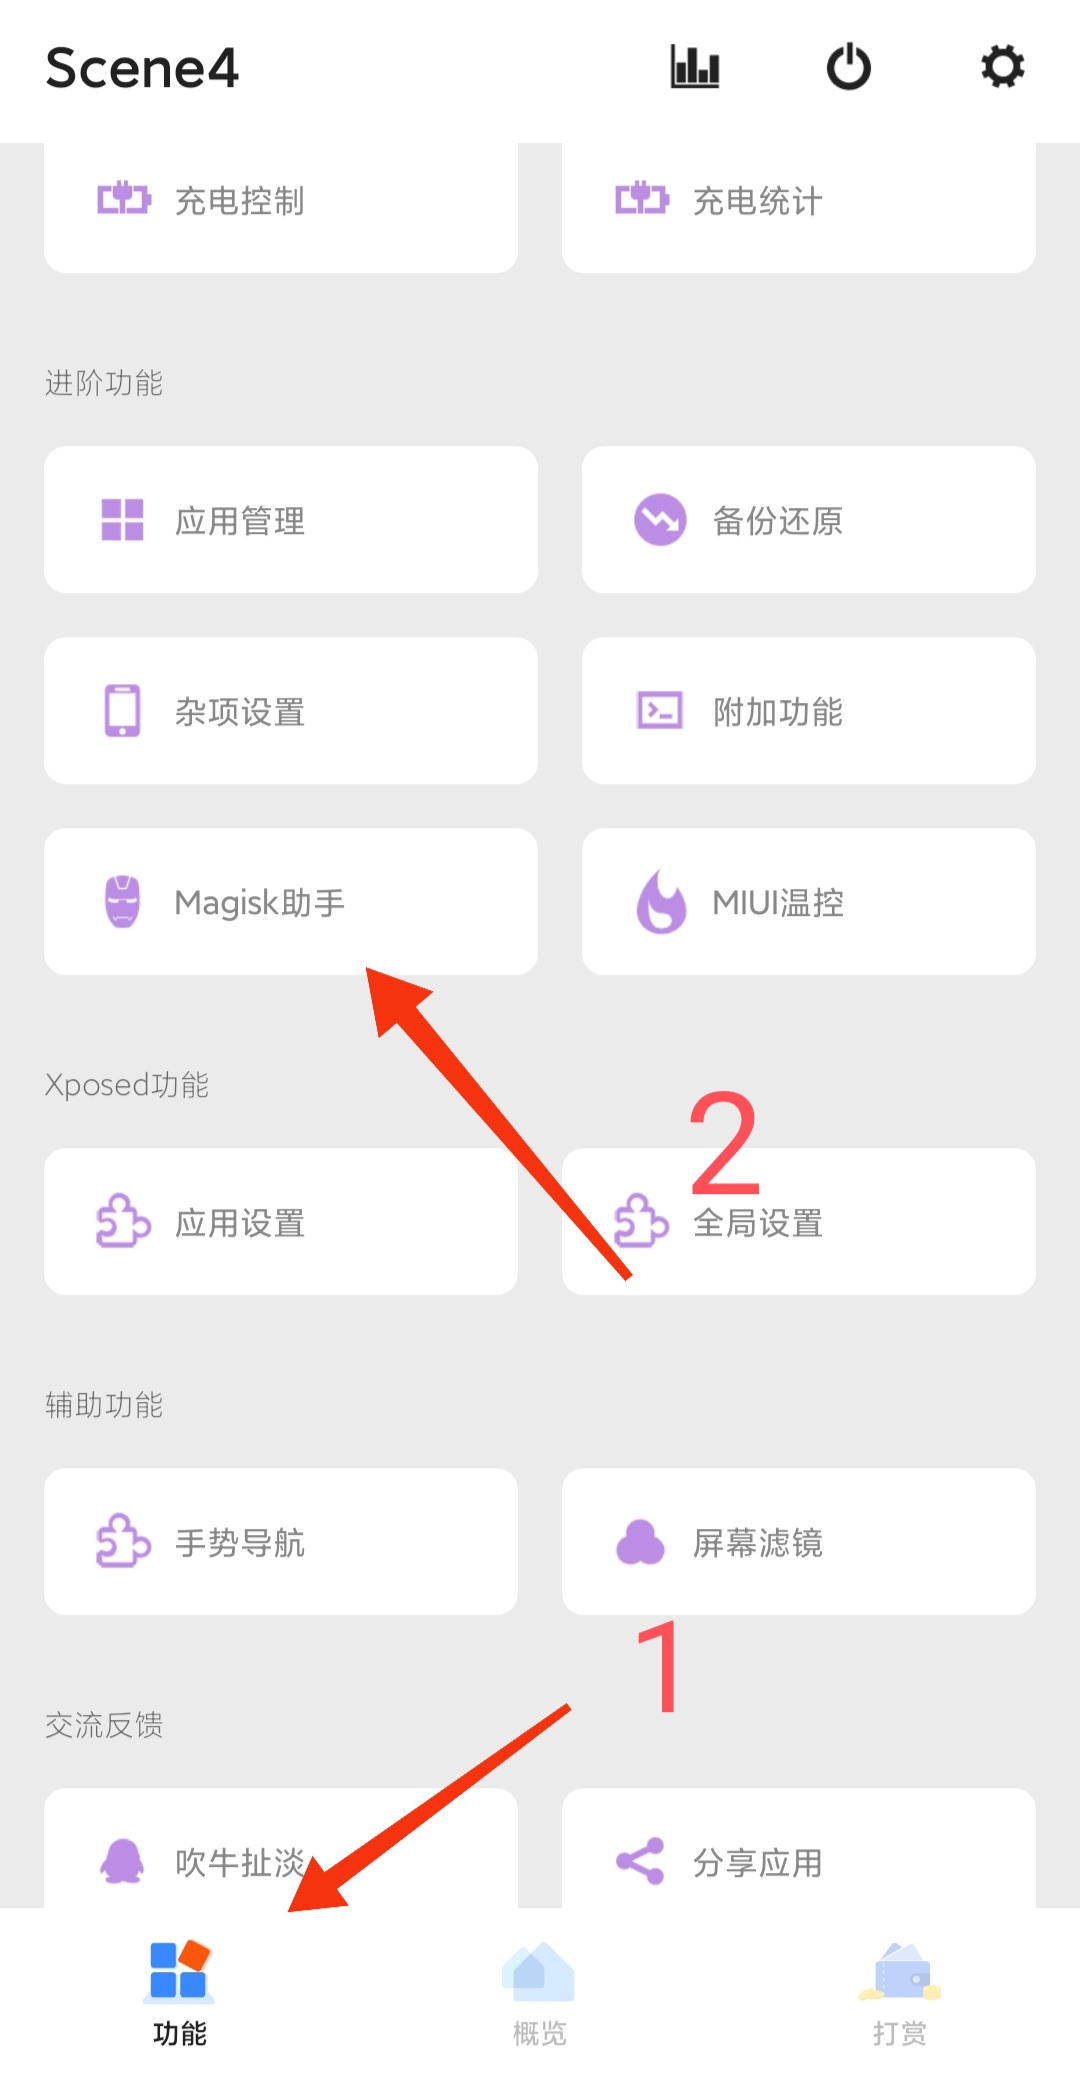 Scene4
充电控制
充电统计
进阶功能
应用管理
备份还原
杂项设置
附加功能
Magisk助手
MIUI温控
Xposed功能
2
应用设置
全局设置
辅助功能
手势导航
屏幕滤镜
1
交流反馈
吹牛扯淡
分享应用
功能
概览
打赏